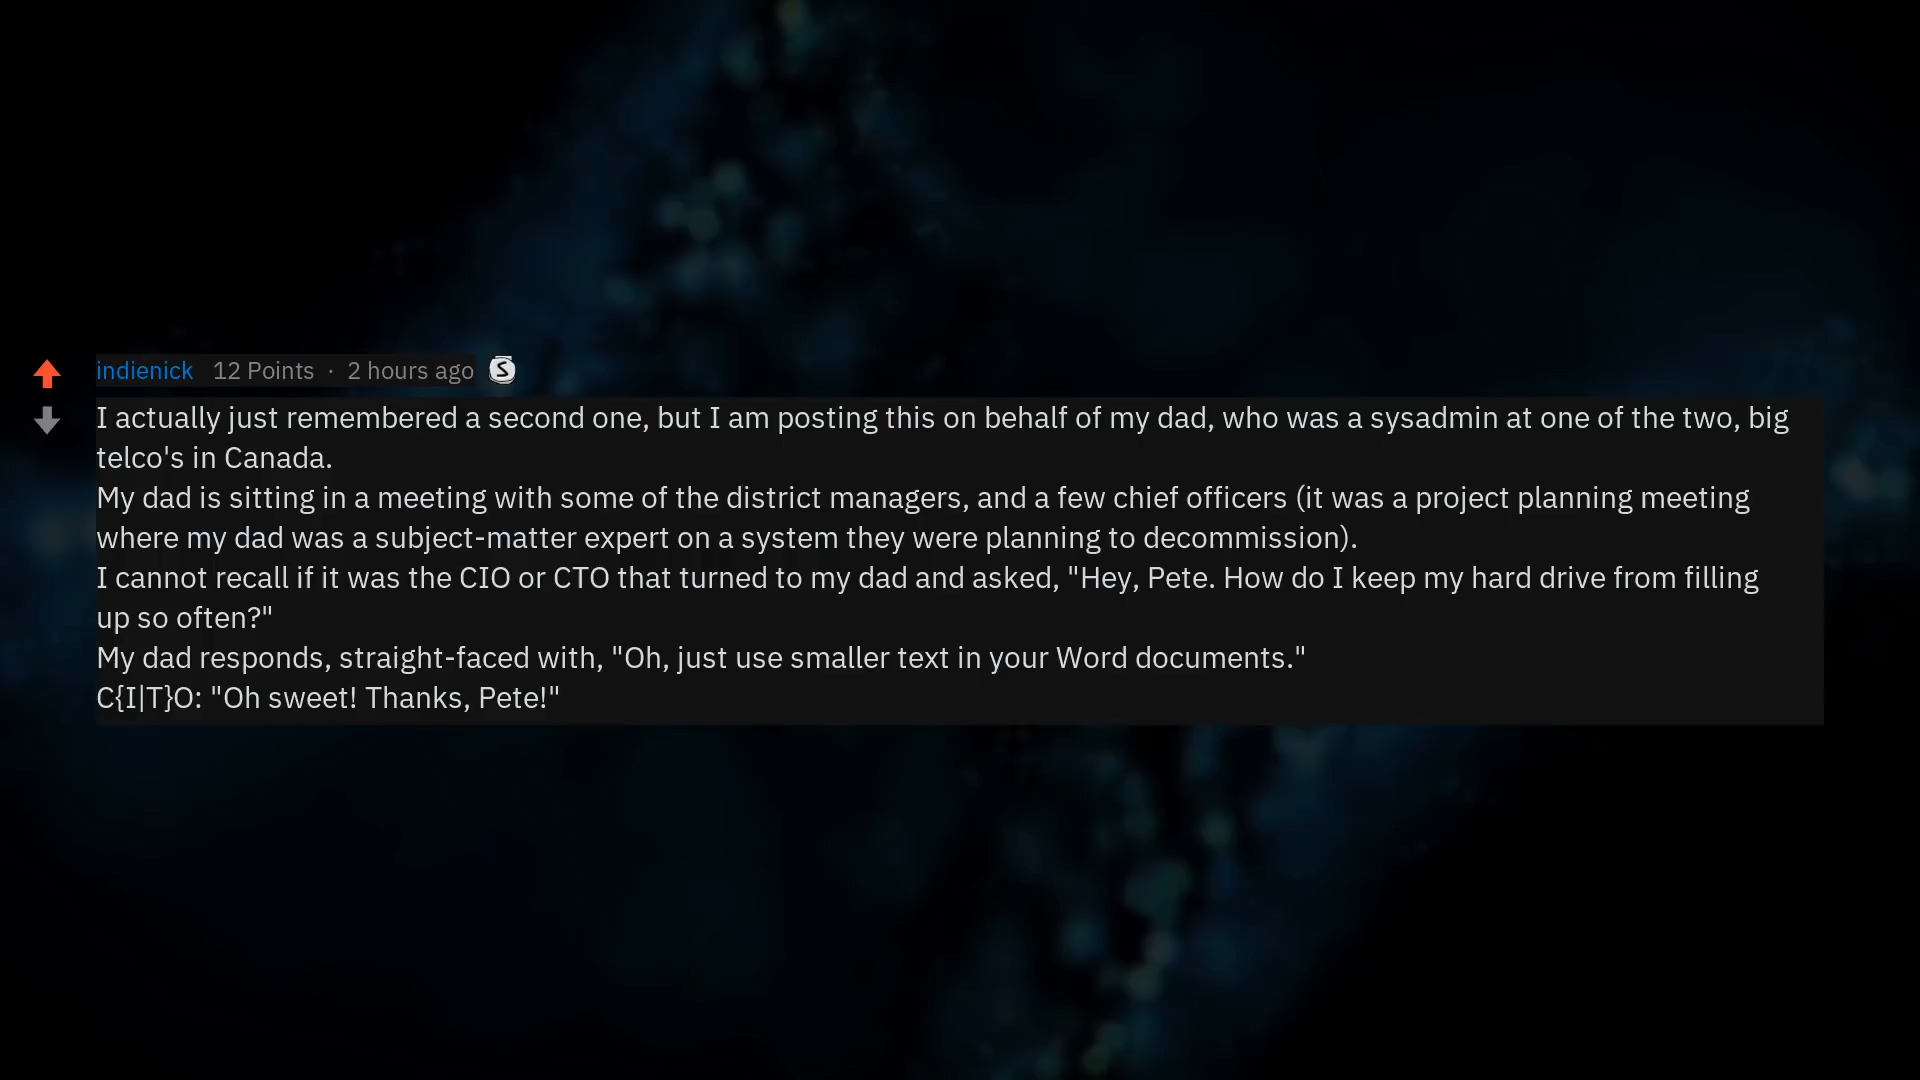 indienick 12 Points · 2 hours ago S
I actually just remembered a second one, but I am posting this on behalf of my dad, who was a sysadmin at one of the two, big
telco's in Canada.
My dad is sitting in a meeting with some of the district managers, and a few chief officers (it was a project planning meeting
where my dad was a subject-matter expert on a system they were planning to decommission).
I cannot recall if it was the CIO or CTO that turned to my dad and asked, "Hey, Pete. How do I keep my hard drive from filling
up so often?"
My dad responds, straight-faced with, "Oh, just use smaller text in your Word documents."
C{I|T}O: "Oh sweet! Thanks, Pete!"